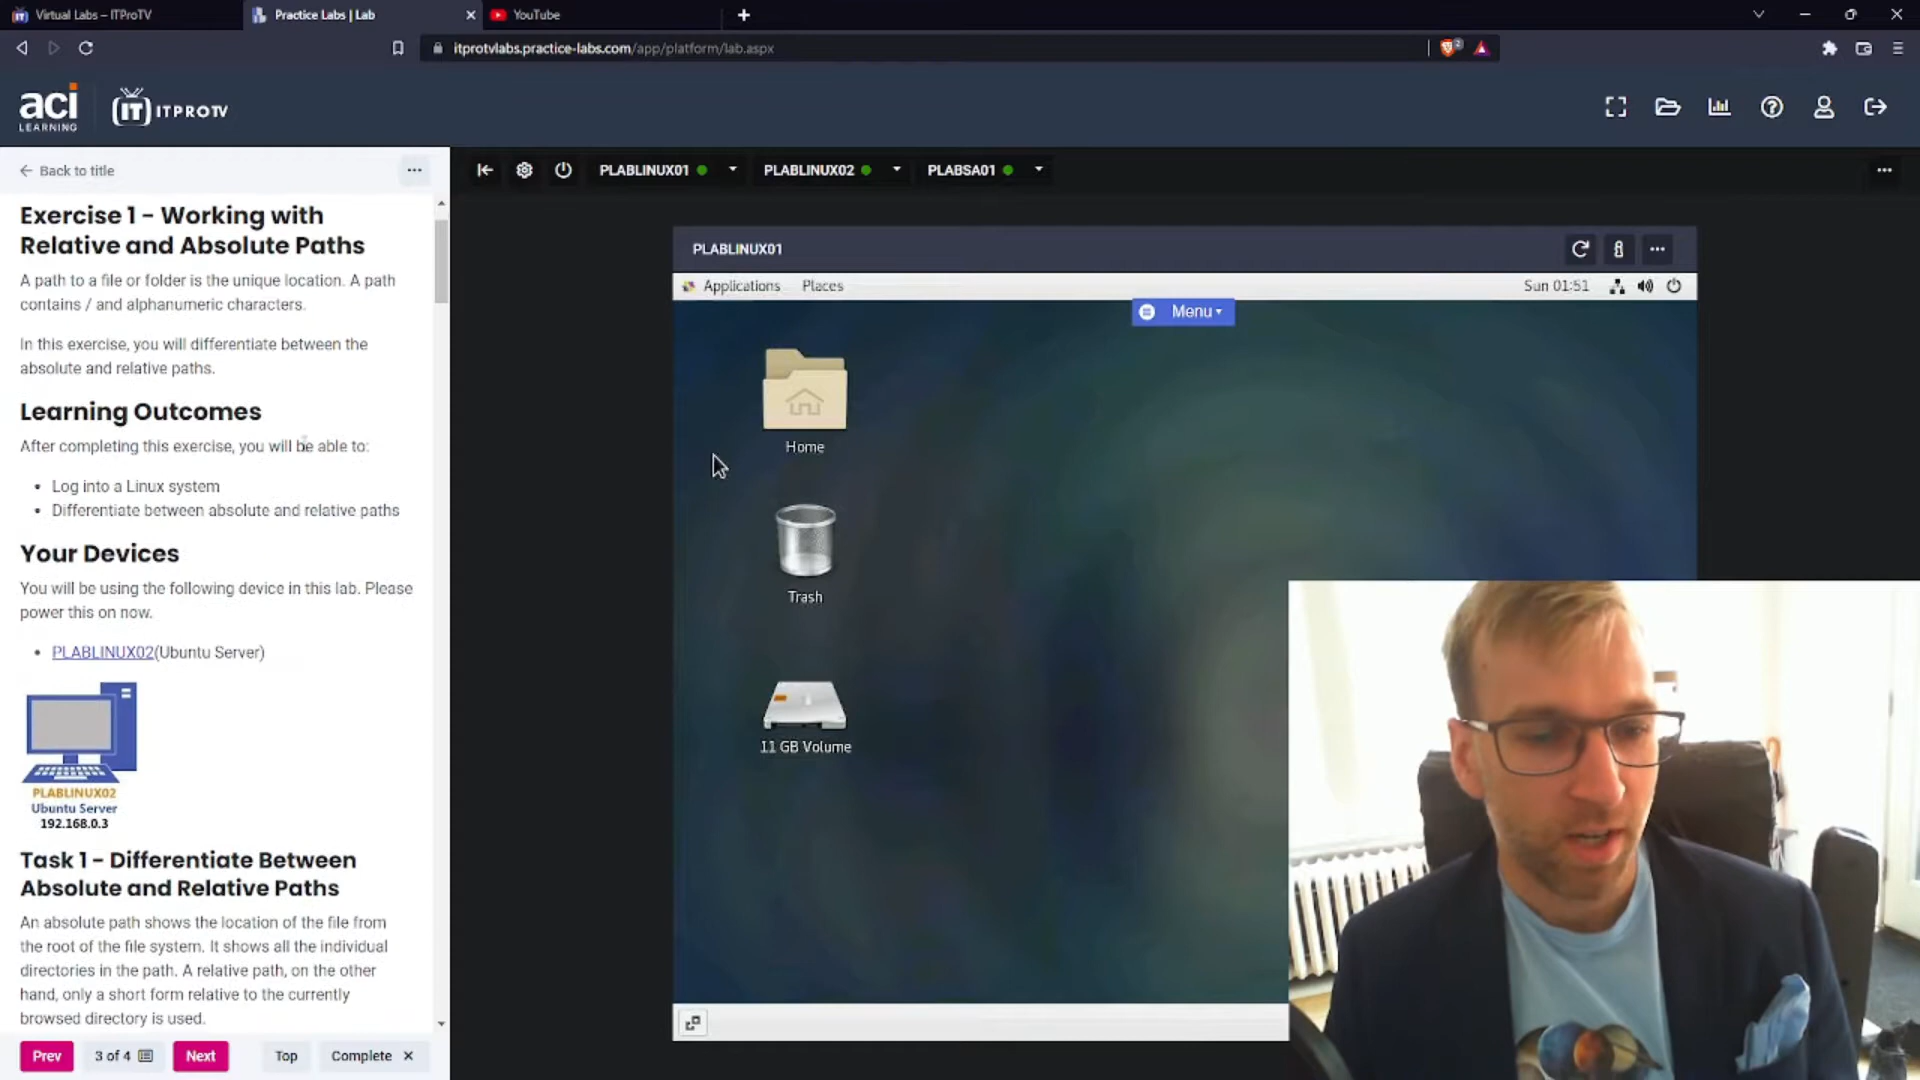 Virtual Labs – ITProTV
Practice Labs | Lab
YouTube
itprotvlabs.practice-labs.com/app/platform/lab.aspx
2
aci
LEARNING
IT
ITPROTV
Back to title
PLABLINUX01
PLABLINUX02
PLABSA01
Exercise 1 – Working with
Relative and Absolute Paths
A path to a file or folder is the unique location. A path
contains / and alphanumeric characters.
In this exercise, you will differentiate between the
absolute and relative paths.
Learning Outcomes
After completing this exercise, you will be able to:
• Log into a Linux system
• Differentiate between absolute and relative paths
Your Devices
You will be using the following device in this lab. Please
power this on now.
• PLABLINUX02(Ubuntu Server)
PLABLINUX02
Ubuntu Server
192.168.0.3
Task 1 – Differentiate Between
Absolute and Relative Paths
An absolute path shows the location of the file from
the root of the file system. It shows all the individual
directories in the path. A relative path, on the other
hand, only a short form relative to the currently
browsed directory is used.
Prev
3 of 4
Next
Top
Complete
PLABLINUX01
Applications Places
Sun 01:51
Menu
Home
Trash
11 GB Volume